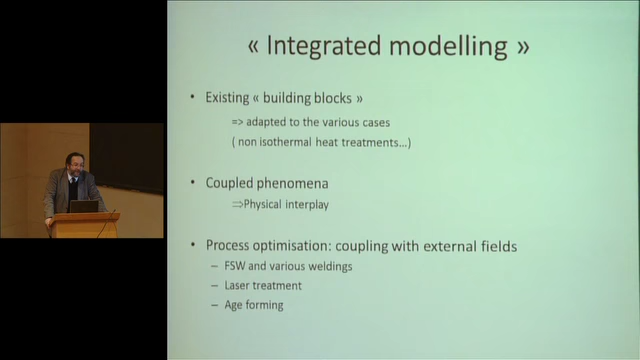 « Integrated modelling »
• Existing « building blocks »
=> adapted to the various cases
( non isothermal heat treatments...)
• Coupled phenomena
⇒Physical interplay
• Process optimisation: coupling with external fields
– FSW and various weldings
– Laser treatment
– Age forming